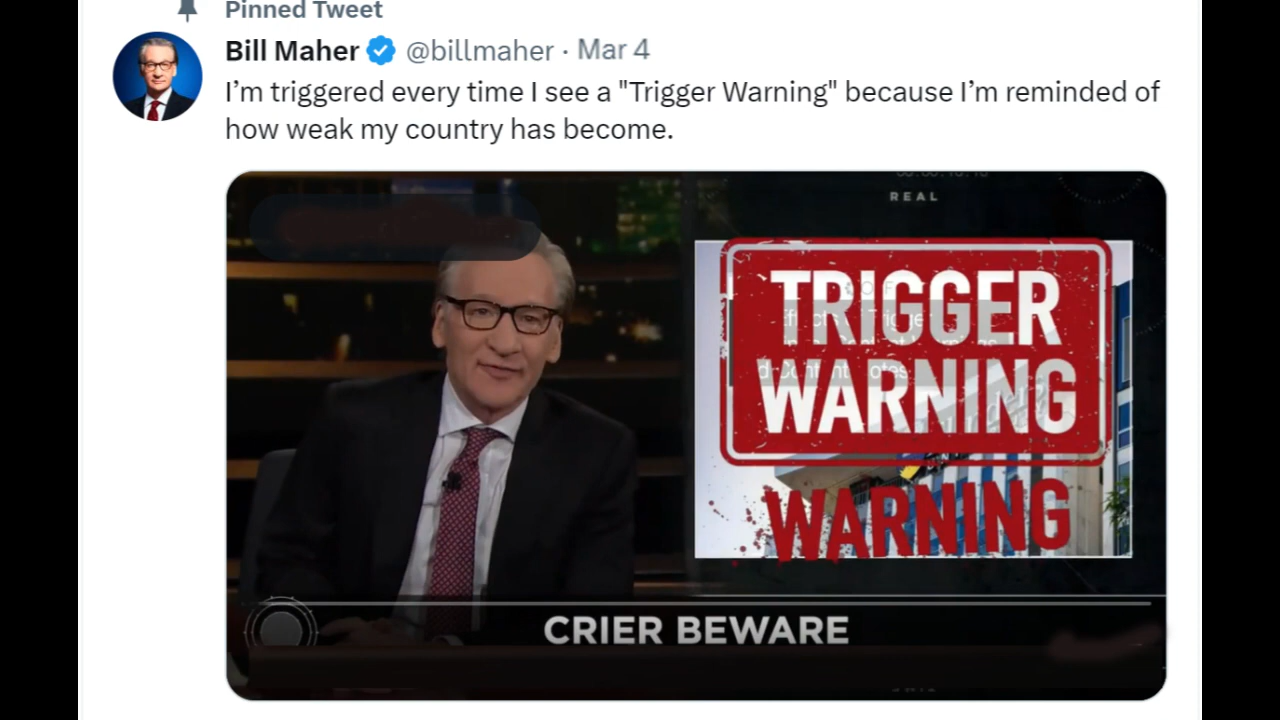 Pinned Tweet
Bill Maher @billmaher · Mar 4
I'm triggered every time I see a "Trigger Warning" because I'm reminded of
how weak my country has become.
REAL
TRIGGER
WARNING
WARNING
CRIER BEWARE